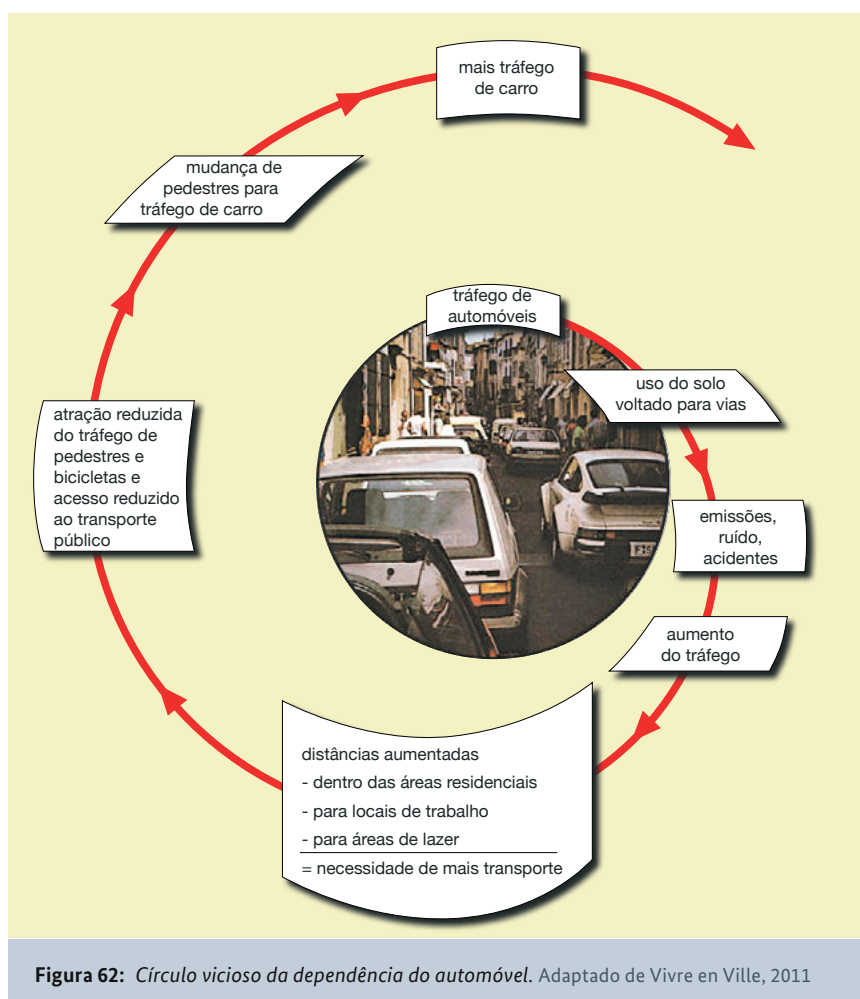 mais tráfego
de carro
mudança de
pedestres para
tráfego de carro
tráfego de
automóveis
uso do solo
voltado para vias
emissões,
ruído,
acidentes
aumento
do tráfego
distâncias aumentadas
- dentro das áreas residenciais
- para locais de trabalho
- para áreas de lazer
= necessidade de mais transporte
atração reduzida
do tráfego de
pedestres e
bicicletas e
acesso reduzido
ao transporte
público
Figura 62: Círculo vicioso da dependência do automóvel. Adaptado de Vivre en Ville, 2011